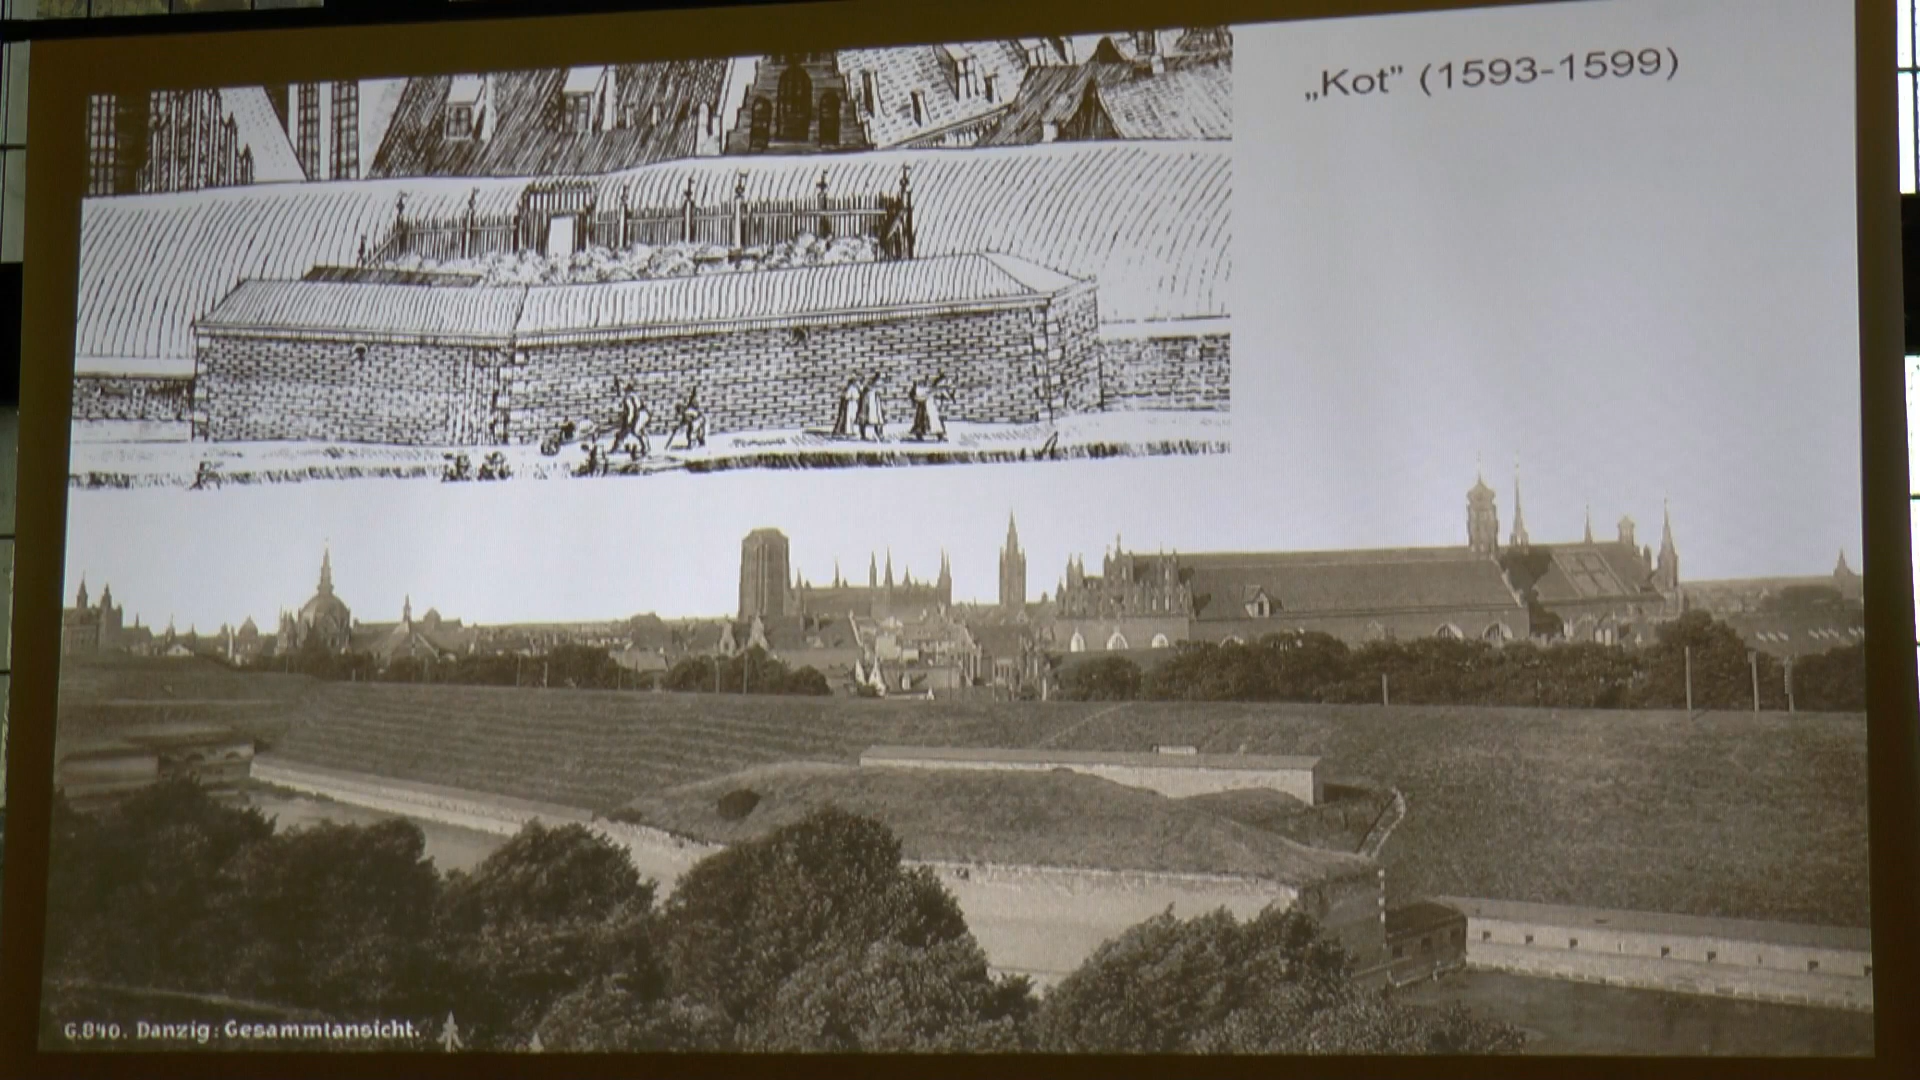 „Kot” (1593-1599)
G.840. Danzig: Gesammtansicht.